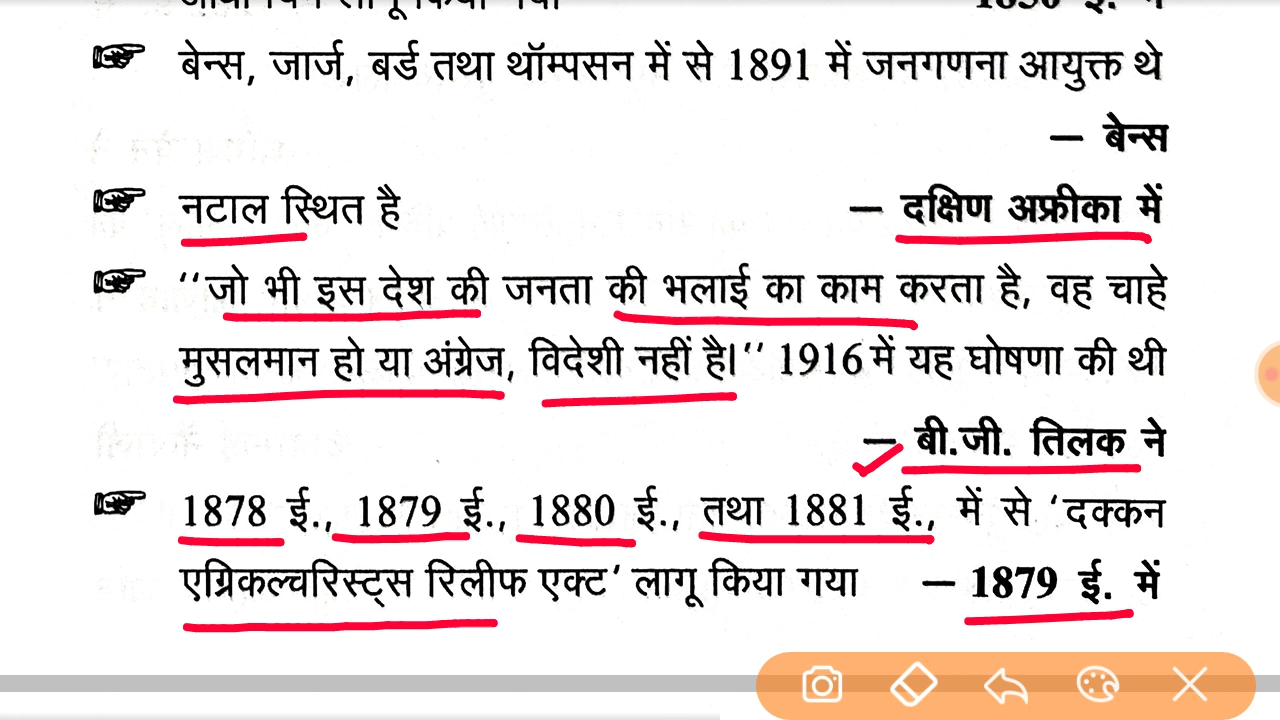 1850 ई. में
☞ बेन्स, जार्ज, बर्ड तथा थॉम्पसन में से 1891 में जनगणना आयुक्त थे
— बेन्स
☞ नटाल स्थित है — दक्षिण अफ्रीका में
☞ ‘‘जो भी इस देश की जनता की भलाई का काम करता है, वह चाहे
मुसलमान हो या अंग्रेज, विदेशी नहीं है।’’ 1916 में यह घोषणा की थी
— बी.जी. तिलक ने
☞ 1878 ई., 1879 ई., 1880 ई., तथा 1881 ई., में से ‘दक्कन
एग्रिकल्चरिस्ट्स रिलीफ एक्ट’ लागू किया गया — 1879 ई. में